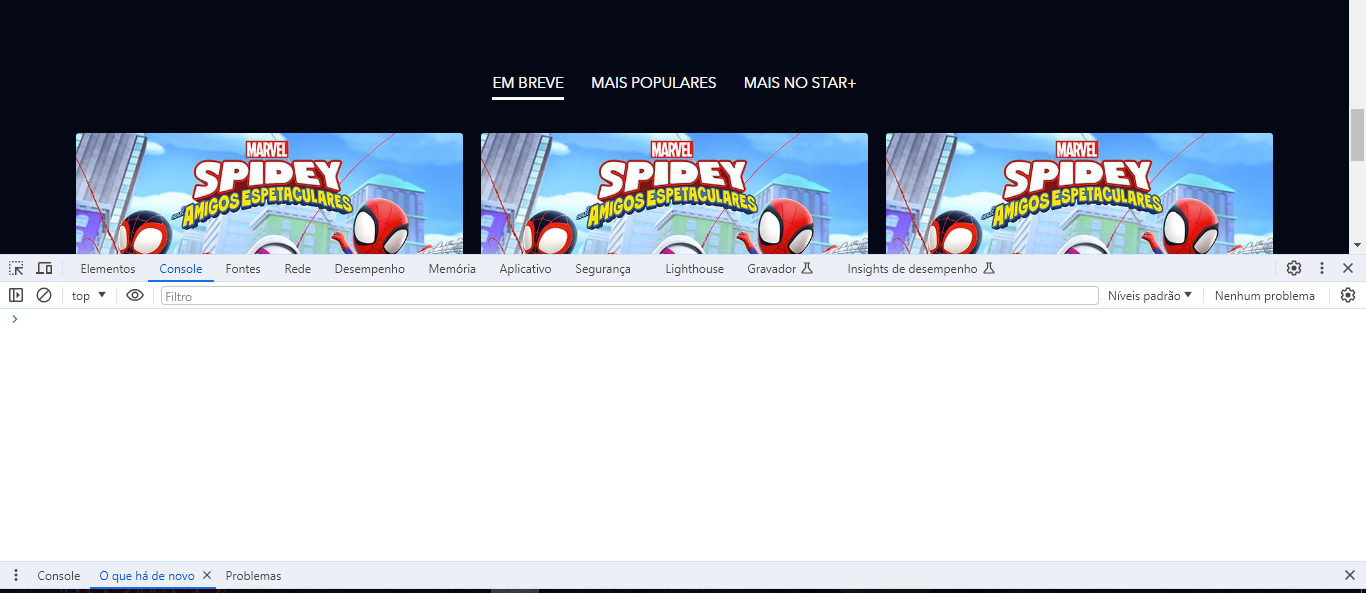 EM BREVE MAIS POPULARES MAIS NO STAR+
MARVEL MARVEL MARVEL
SPIDEY SPIDEY SPIDEY
AMIGOS ESPETACULARES AMIGOS ESPETACULARES AMIGOS ESPETACULARES
Elementos Console Fontes Rede Desempenho Memória Aplicativo Segurança Lighthouse Gravador Insights de desempenho
top Filtro Níveis padrão Nenhum problema
Console O que há de novo Problemas